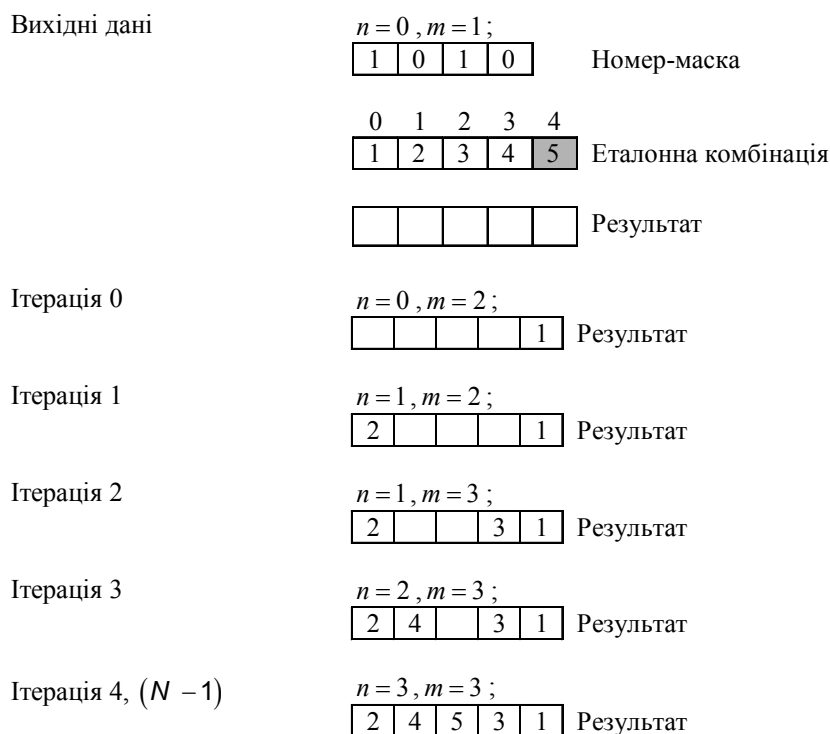 Вихідні дані n = 0 , m = 1 ;
1 0 1 0 Номер-маска
0 1 2 3 4
1 2 3 4 5 Еталонна комбінація
Результат
Ітерація 0 n = 0 , m = 2 ;
1 Результат
Ітерація 1 n = 1 , m = 2 ;
2 1 Результат
Ітерація 2 n = 1 , m = 3 ;
2 3 1 Результат
Ітерація 3 n = 2 , m = 3 ;
2 4 3 1 Результат
Ітерація 4, (N − 1) n = 3 , m = 3 ;
2 4 5 3 1 Результат